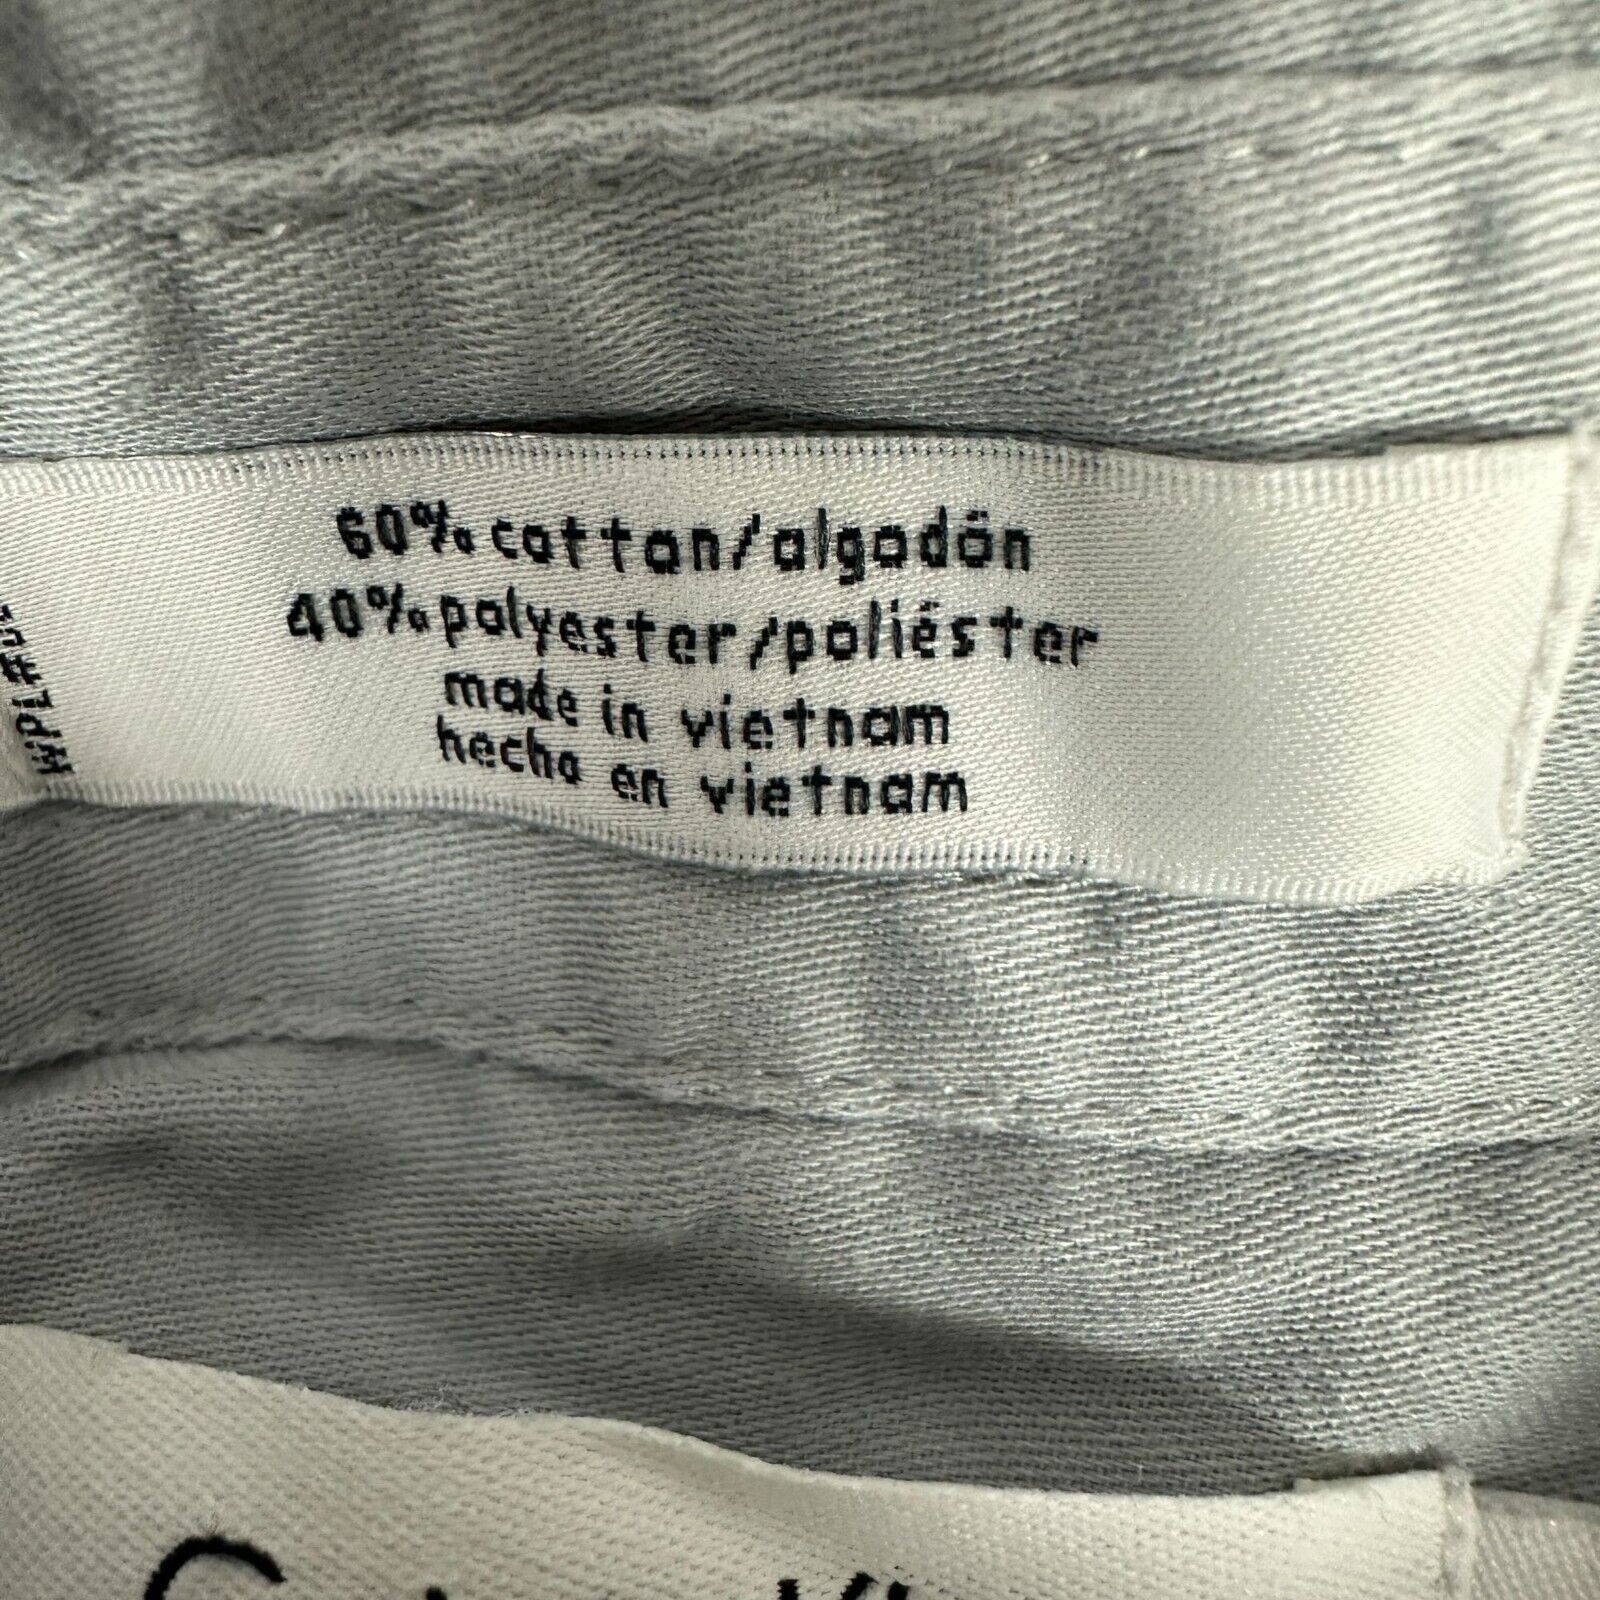 60% cotton/algodón
40% polyester/poliéster
made in vietnam
hecho en vietnam